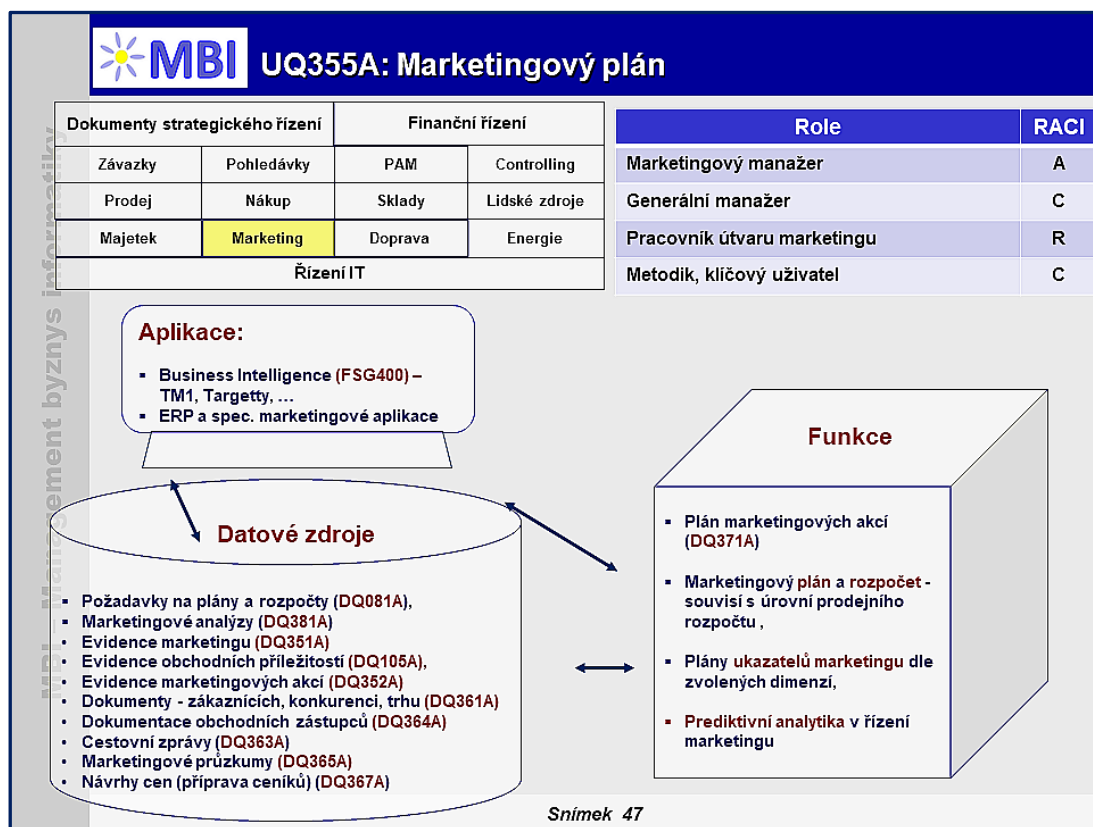 MBI
UQ355A: Marketingový plán
MBI – Management byznys informatiky
Dokumenty strategického řízení Finanční řízení
Závazky Pohledávky PAM Controlling
Prodej Nákup Sklady Lidské zdroje
Majetek Marketing Doprava Energie
Řízení IT
Role RACI
Marketingový manažer A
Generální manažer C
Pracovník útvaru marketingu R
Metodik, klíčový uživatel C
Aplikace:
▪ Business Intelligence (FSG400) –
TM1, Targetty, …
▪ ERP a spec. marketingové aplikace
Datové zdroje
▪ Požadavky na plány a rozpočty (DQ081A),
▪ Marketingové analýzy (DQ381A)
• Evidence marketingu (DQ351A)
• Evidence obchodních příležitostí (DQ105A),
• Evidence marketingových akcí (DQ352A)
• Dokumenty - zákaznících, konkurenci, trhu (DQ361A)
• Dokumentace obchodních zástupců (DQ364A)
• Cestovní zprávy (DQ363A)
• Marketingové průzkumy (DQ365A)
• Návrhy cen (příprava ceníků) (DQ367A)
Funkce
▪ Plán marketingových akcí
(DQ371A)
▪ Marketingový plán a rozpočet -
souvisí s úrovní prodejního
rozpočtu ,
▪ Plány ukazatelů marketingu dle
zvolených dimenzí,
▪ Prediktivní analytika v řízení
marketingu
Snímek 47